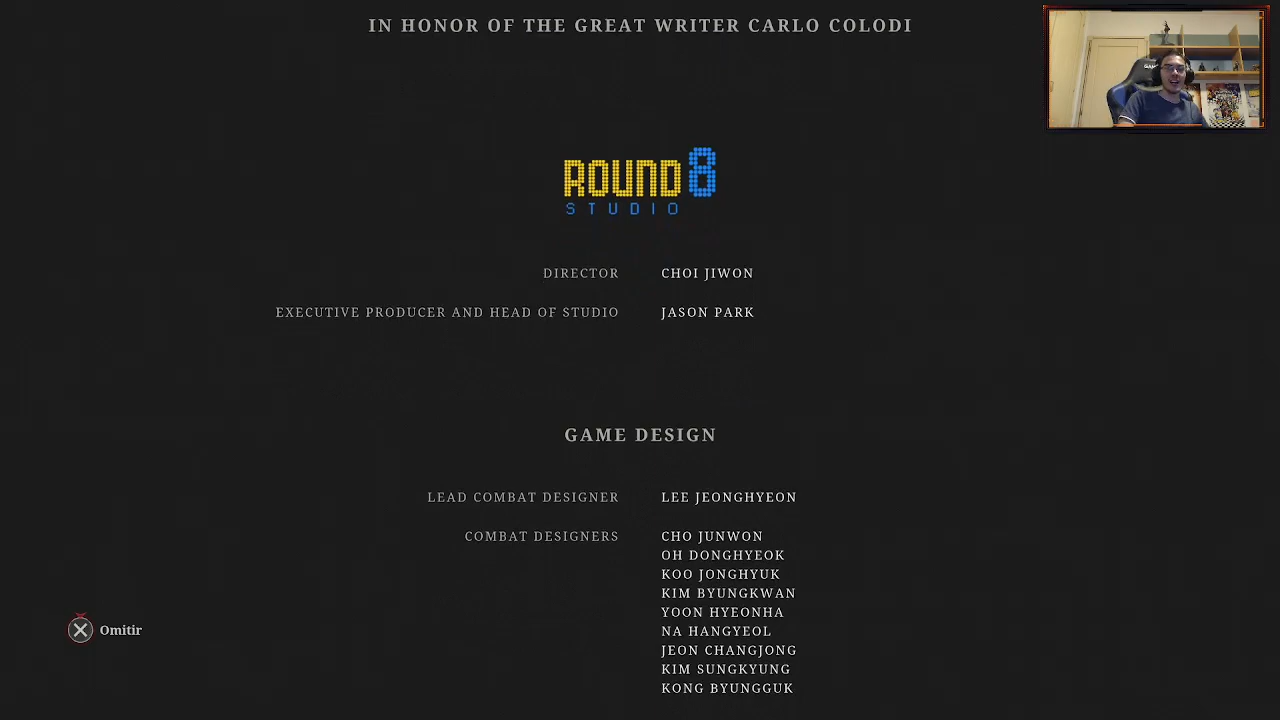 IN HONOR OF THE GREAT WRITER CARLO COLODI
ROUND8
STUDIO
DIRECTOR CHOI JIWON
EXECUTIVE PRODUCER AND HEAD OF STUDIO JASON PARK
GAME DESIGN
LEAD COMBAT DESIGNER LEE JEONGHYEON
COMBAT DESIGNERS CHO JUNWON
OH DONGHYEOK
KOO JONGHYUK
KIM BYUNGKWAN
YOON HYEONHA
NA HANGYEOL
JEON CHANGJONG
KIM SUNGKYUNG
KONG BYUNGGUK
Omitir